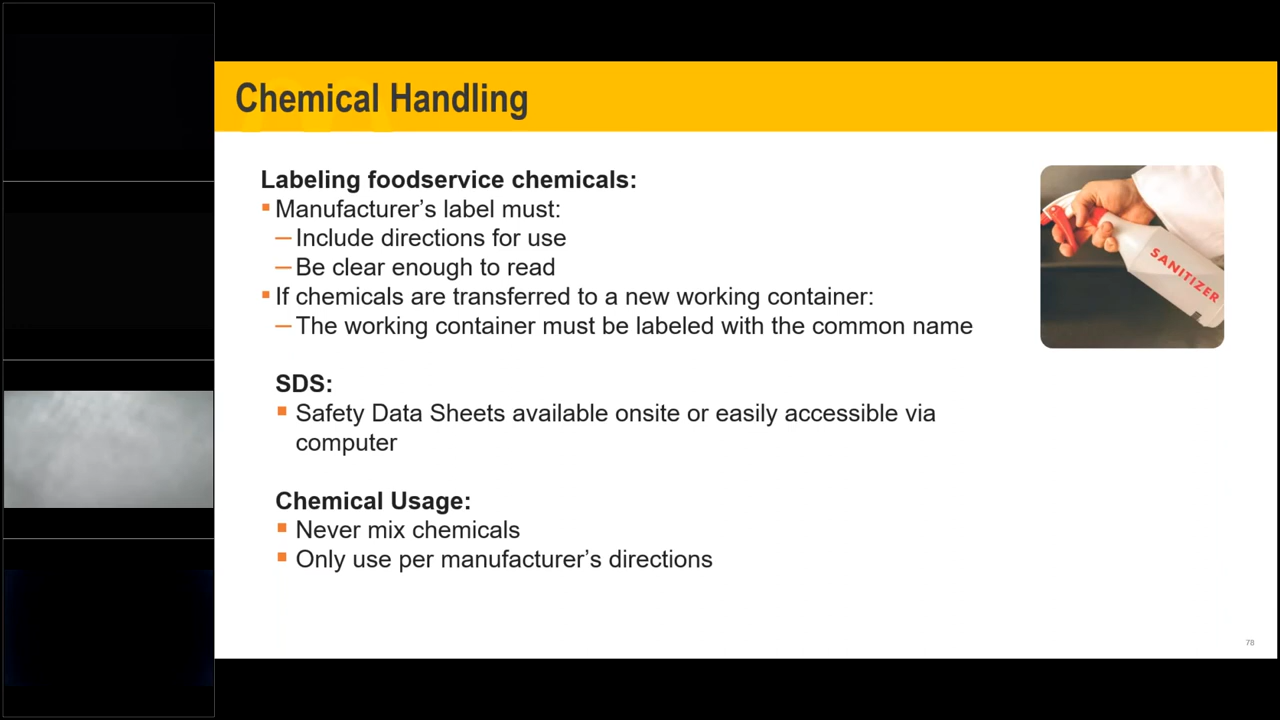 Chemical Handling
Labeling foodservice chemicals:
Manufacturer’s label must:
Include directions for use
Be clear enough to read
If chemicals are transferred to a new working container:
The working container must be labeled with the common name
SANITIZER
SDS:
Safety Data Sheets available onsite or easily accessible via
computer
Chemical Usage:
Never mix chemicals
Only use per manufacturer’s directions
78